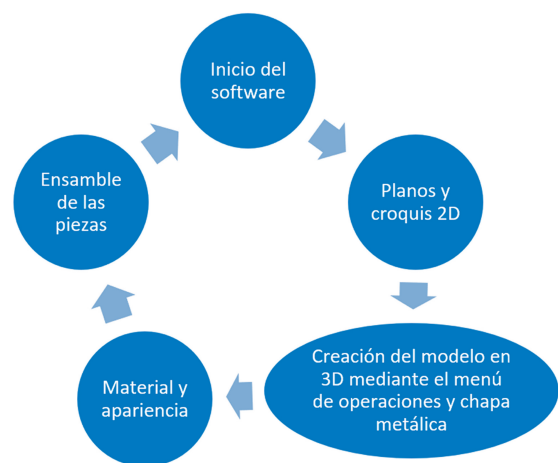 Inicio del
software
Planos y
croquis 2D
Creación del modelo en
3D mediante el menú
de operaciones y chapa
metálica
Material y
apariencia
Ensamble
de las
piezas